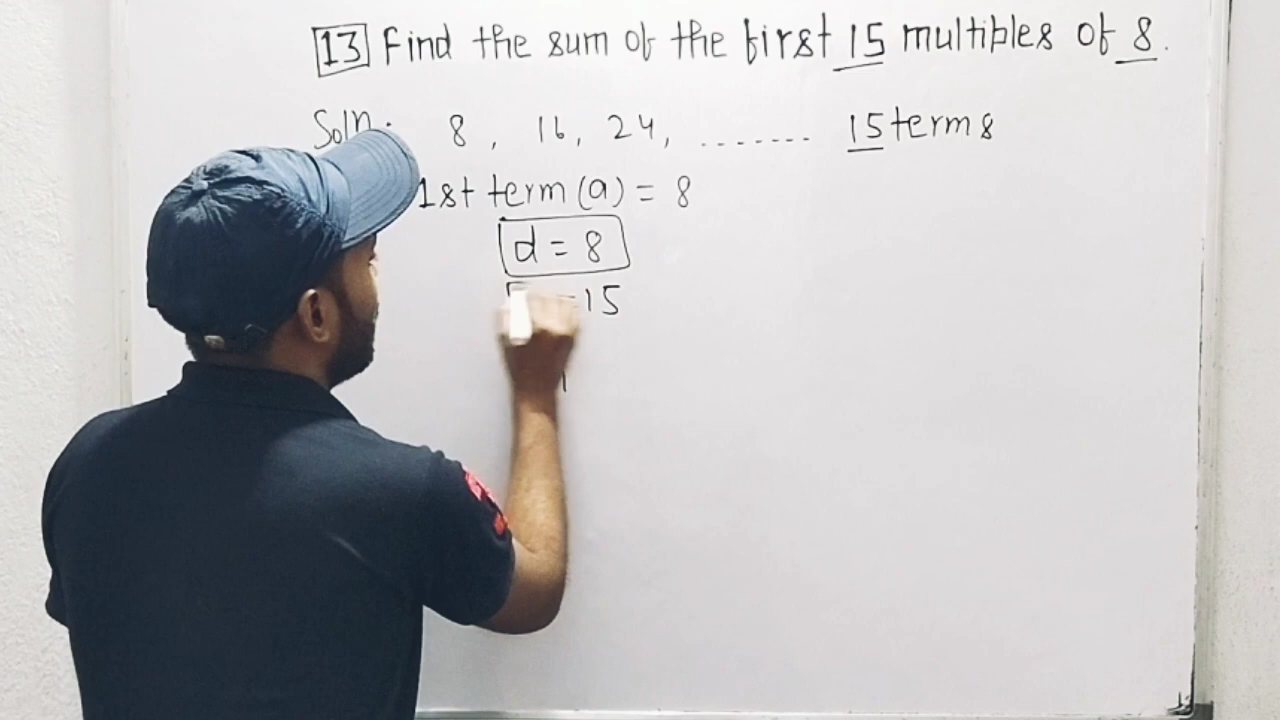 13 Find the sum of the first 15 multiples of 8.
Soln: 8, 16, 24, ........ 15 terms
1st term (a) = 8
d = 8
= 15